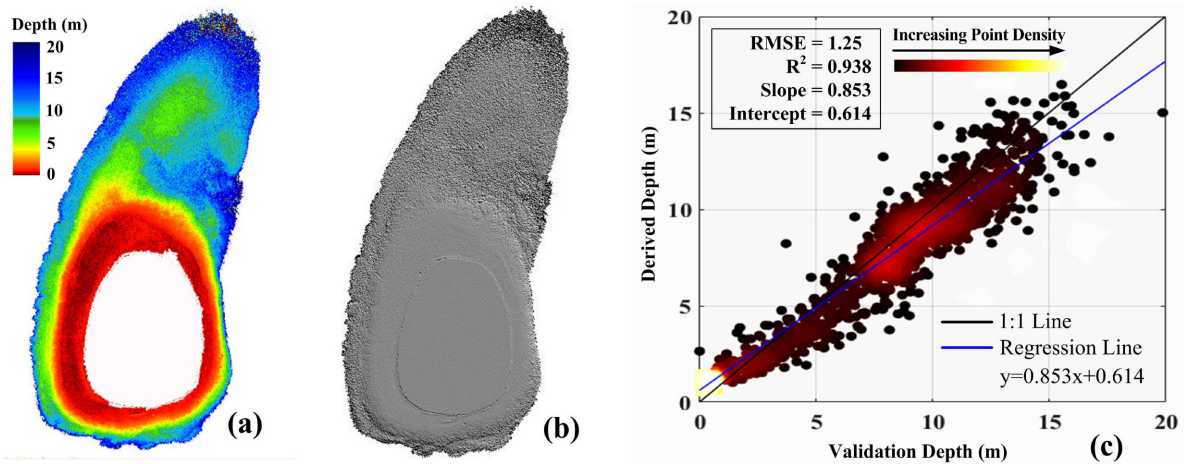 Depth (m)
20
15
10
5
0
(a)
(b)
20
15
10
5
0
Derived Depth (m)
RMSE = 1.25
R² = 0.938
Slope = 0.853
Intercept = 0.614
Increasing Point Density
1:1 Line
Regression Line
y=0.853x+0.614
0 5 10 15 20
Validation Depth (m)
(c)